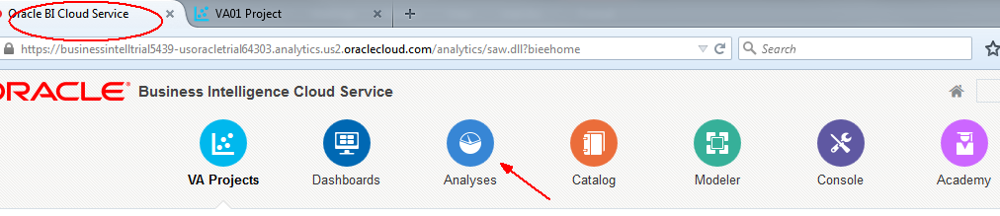 Oracle BI Cloud Service
VA01 Project
https://businessintelltrial5439-usoracletrial64303.analytics.us2.oraclecloud.com/analytics/saw.dll?bieehome
Search
ORACLE Business Intelligence Cloud Service
VA Projects
Dashboards
Analyses
Catalog
Modeler
Console
Academy